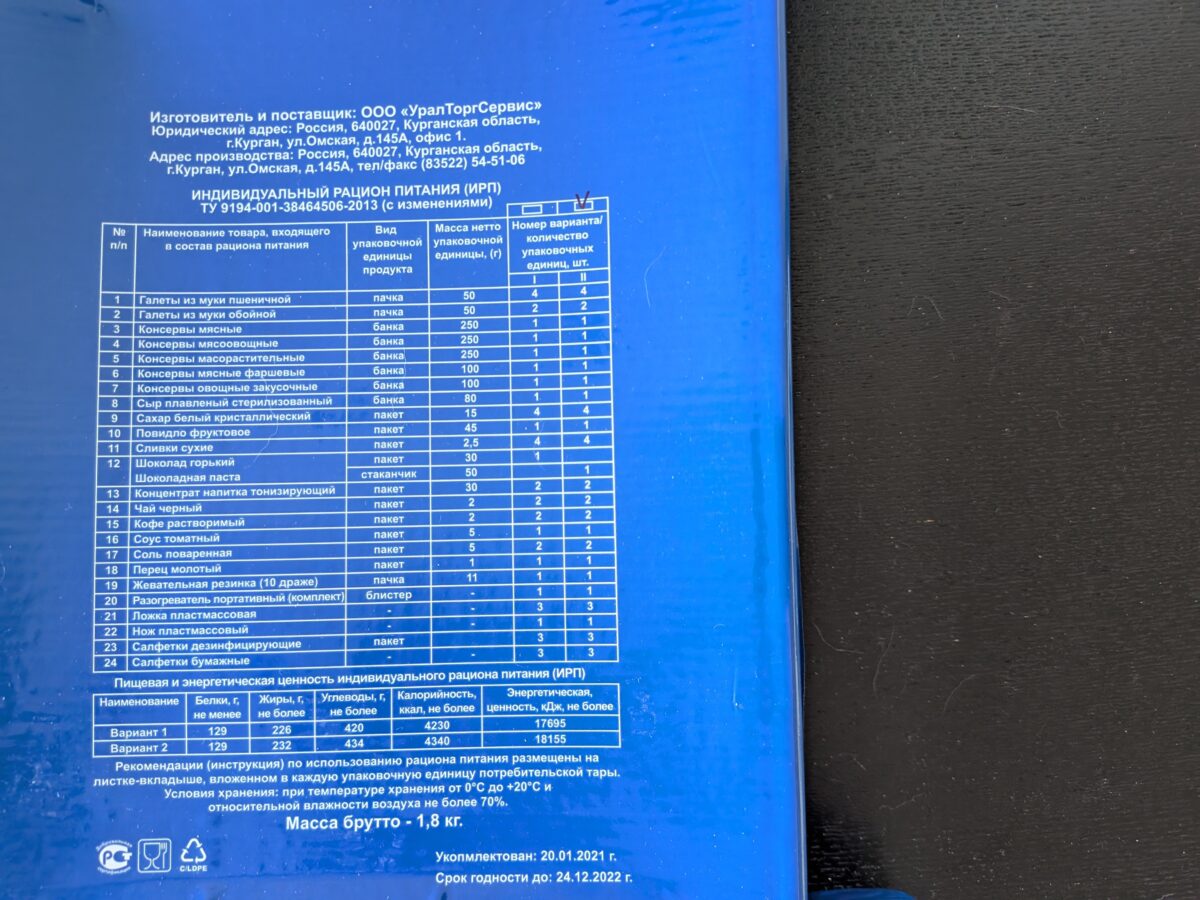 Изготовитель и поставщик: ООО «УралТоргСервис»
Юридический адрес: Россия, 640027, Курганская область,
г.Курган, ул.Омская, д.145А, офис 1.
Адрес производства: Россия, 640027, Курганская область,
г.Курган, ул.Омская, д.145А, тел/факс (83522) 54-51-06
ИНДИВИДУАЛЬНЫЙ РАЦИОН ПИТАНИЯ (ИРП)
ТУ 9194-001-38464506-2013 (с изменениями) V
№ п/п Наименование товара, входящего в состав рациона питания Вид упаковочной единицы продукта Масса нетто упаковочной единицы, (г) Номер варианта/ количество упаковочных единиц, шт.
I II
1 Галеты из муки пшеничной пачка 50 4 4
2 Галеты из муки обойной пачка 50 2 2
3 Консервы мясные банка 250 1 1
4 Консервы мясоовощные банка 250 1 1
5 Консервы масорастительные банка 250 1 1
6 Консервы мясные фаршевые банка 100 1 1
7 Консервы овощные закусочные банка 100 1 1
8 Сыр плавленый стерилизованный банка 80 1 1
9 Сахар белый кристаллический пакет 15 4 4
10 Повидло фруктовое пакет 45 1 1
11 Сливки сухие пакет 2,5 4 4
12 Шоколад горький пакет 30 1
Шоколадная паста стаканчик 50 1
13 Концентрат напитка тонизирующий пакет 30 2 2
14 Чай черный пакет 2 2 2
15 Кофе растворимый пакет 2 2 2
16 Соус томатный пакет 5 1 1
17 Соль поваренная пакет 5 2 2
18 Перец молотый пакет 1 1 1
19 Жевательная резинка (10 драже) пачка 11 1 1
20 Разогреватель портативный (комплект) блистер - 1 1
21 Ложка пластмассовая - - 3 3
22 Нож пластмассовый - - 1 1
23 Салфетки дезинфицирующие пакет - 3 3
24 Салфетки бумажные - - 3 3
Пищевая и энергетическая ценность индивидуального рациона питания (ИРП)
Наименование Белки, г, не менее Жиры, г, не более Углеводы, г, не более Калорийность, ккал, не более Энергетическая, ценность, кДж, не более
Вариант 1 129 226 420 4230 17695
Вариант 2 129 232 434 4340 18155
Рекомендации (инструкция) по использованию рациона питания размещены на
листке-вкладыше, вложенном в каждую упаковочную единицу потребительской тары.
Условия хранения: при температуре хранения от 0°С до +20°С и
относительной влажности воздуха не более 70%.
Масса брутто - 1,8 кг.
C/LDPE
Укопмлектован: 20.01.2021 г.
Срок годности до: 24.12.2022 г.